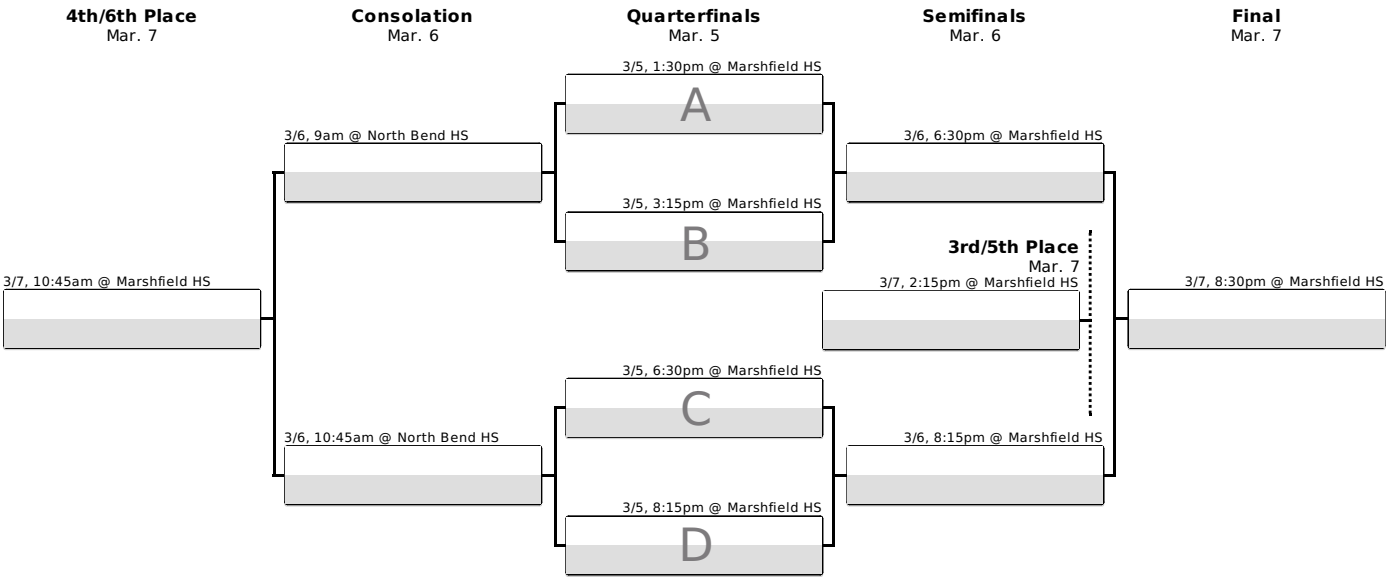 4th/6th Place
Mar. 7
Consolation
Mar. 6
Quarterfinals
Mar. 5
Semifinals
Mar. 6
Final
Mar. 7
3/5, 1:30pm @ Marshfield HS
A
3/6, 9am @ North Bend HS
3/6, 6:30pm @ Marshfield HS
3/5, 3:15pm @ Marshfield HS
B
3rd/5th Place
Mar. 7
3/7, 10:45am @ Marshfield HS
3/7, 2:15pm @ Marshfield HS
3/7, 8:30pm @ Marshfield HS
3/5, 6:30pm @ Marshfield HS
C
3/6, 10:45am @ North Bend HS
3/6, 8:15pm @ Marshfield HS
3/5, 8:15pm @ Marshfield HS
D